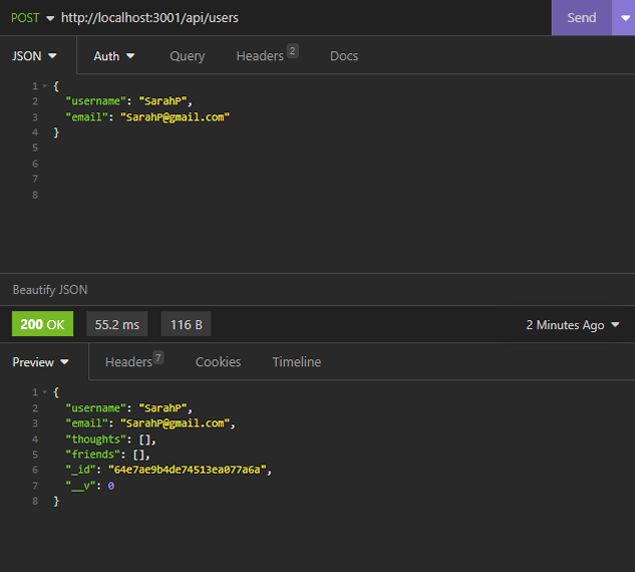 POST http://localhost:3001/api/users Send
JSON Auth Query Headers 2 Docs
1 {
2 "username": "SarahP",
3 "email": "SarahP@gmail.com"
4 }
5
6
7
8
Beautify JSON
200 OK 55.2 ms 116 B 2 Minutes Ago
Preview Headers 7 Cookies Timeline
1 {
2 "username": "SarahP",
3 "email": "SarahP@gmail.com",
4 "thoughts": [],
5 "friends": [],
6 "_id": "64e7ae9b4de74513ea077a6a",
7 "__v": 0
8 }